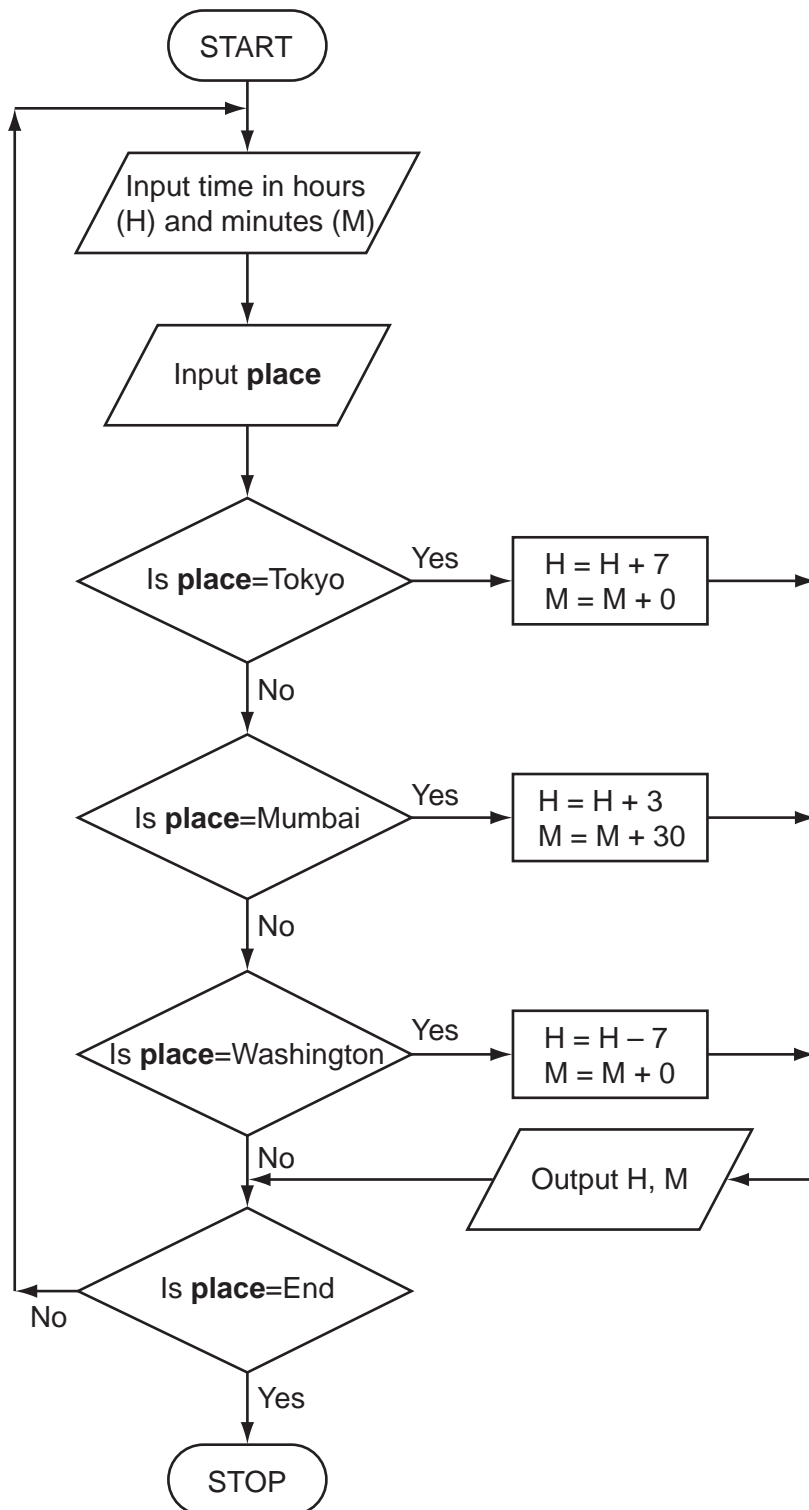 START
Input time in hours
(H) and minutes (M)
Input place
Is place=Tokyo
Yes
H = H + 7
M = M + 0
No
Is place=Mumbai
Yes
H = H + 3
M = M + 30
No
Is place=Washington
Yes
H = H – 7
M = M + 0
No
Output H, M
Is place=End
No
Yes
STOP